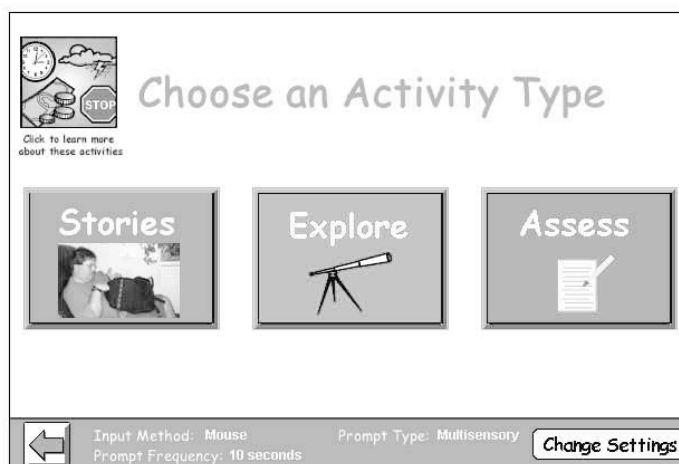 STOP
Choose an Activity Type
Click to learn more
about these activities
Stories
Explore
Assess
Input Method: Mouse
Prompt Type: Multisensory
Prompt Frequency: 10 seconds
Change Settings